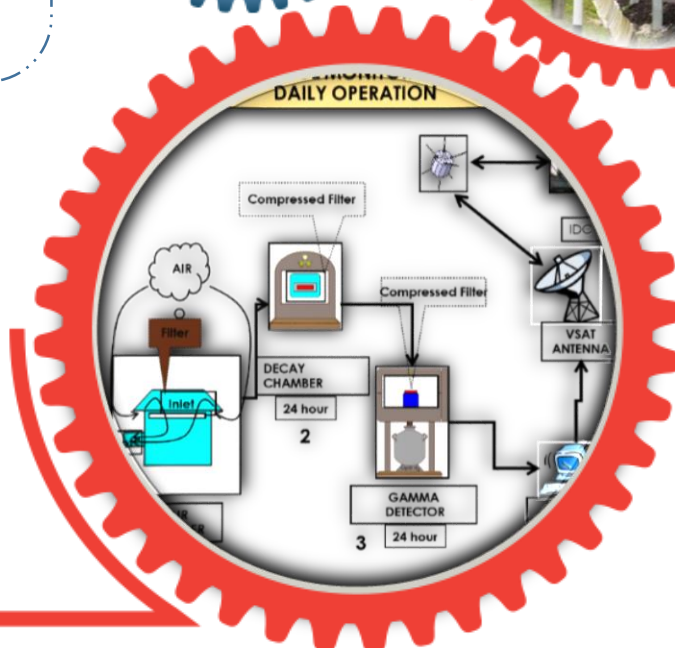 DAILY OPERATION
Compressed Filter
IDC
AIR
Compressed Filter
Filter
VSAT
ANTENNA
DECAY
CHAMBER
Inlet
24 hour
2
GAMMA
DETECTOR
3
24 hour